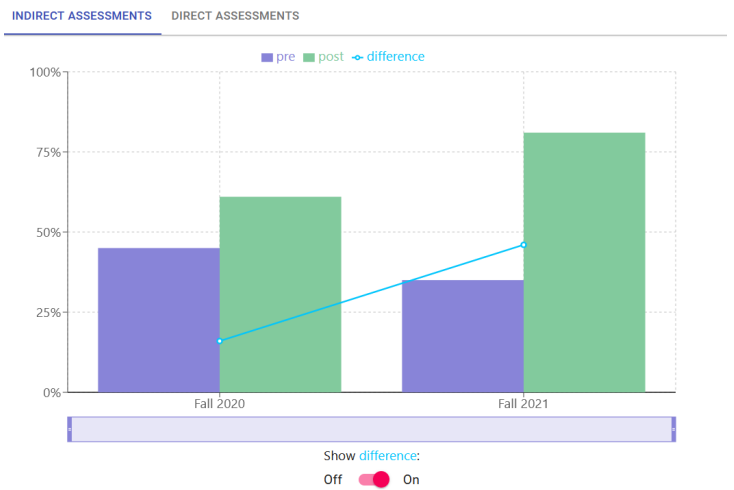 INDIRECT ASSESSMENTS DIRECT ASSESSMENTS
pre post difference
100%
75%
50%
25%
0%
Fall 2020 Fall 2021
Show difference:
Off On